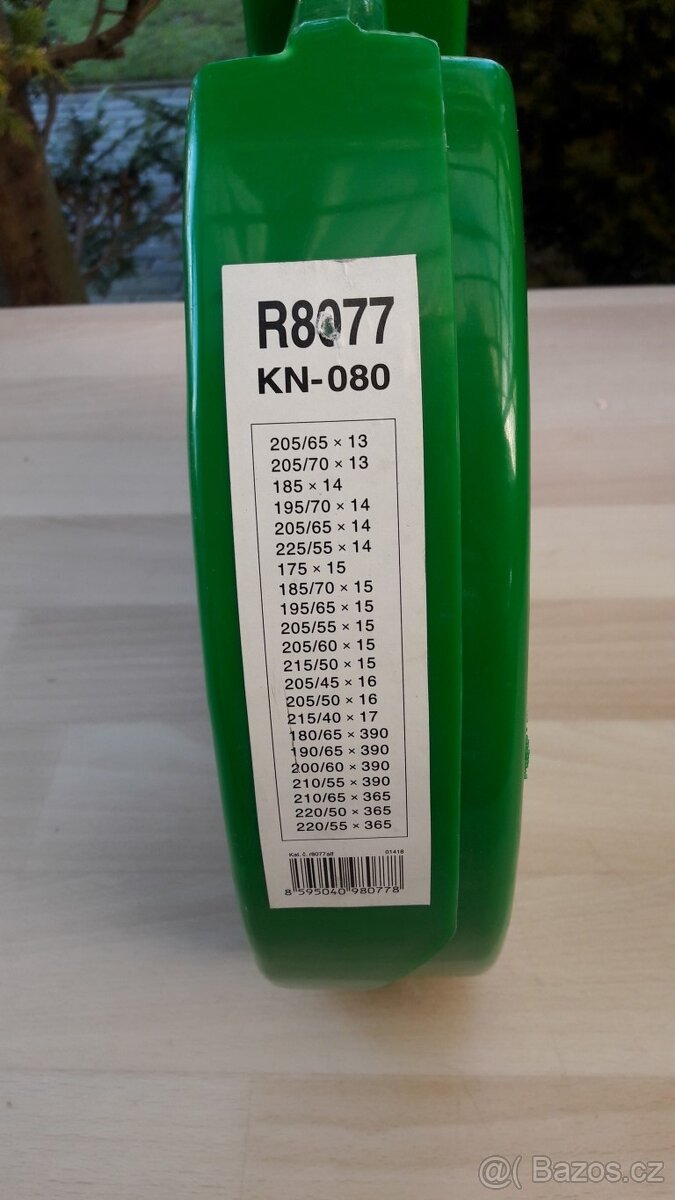 R8077
KN-080
205/65 × 13
205/70 × 13
185 × 14
195/70 × 14
205/65 × 14
225/55 × 14
175 × 15
185/70 × 15
195/65 × 15
205/55 × 15
205/60 × 15
215/50 × 15
205/45 × 16
205/50 × 16
215/40 × 17
180/65 × 390
190/65 × 390
200/60 × 390
210/55 × 390
210/65 × 365
220/50 × 365
220/55 × 365
Kat. č. r8077alf 01418
8 595040 980778
@( Bazos.cz